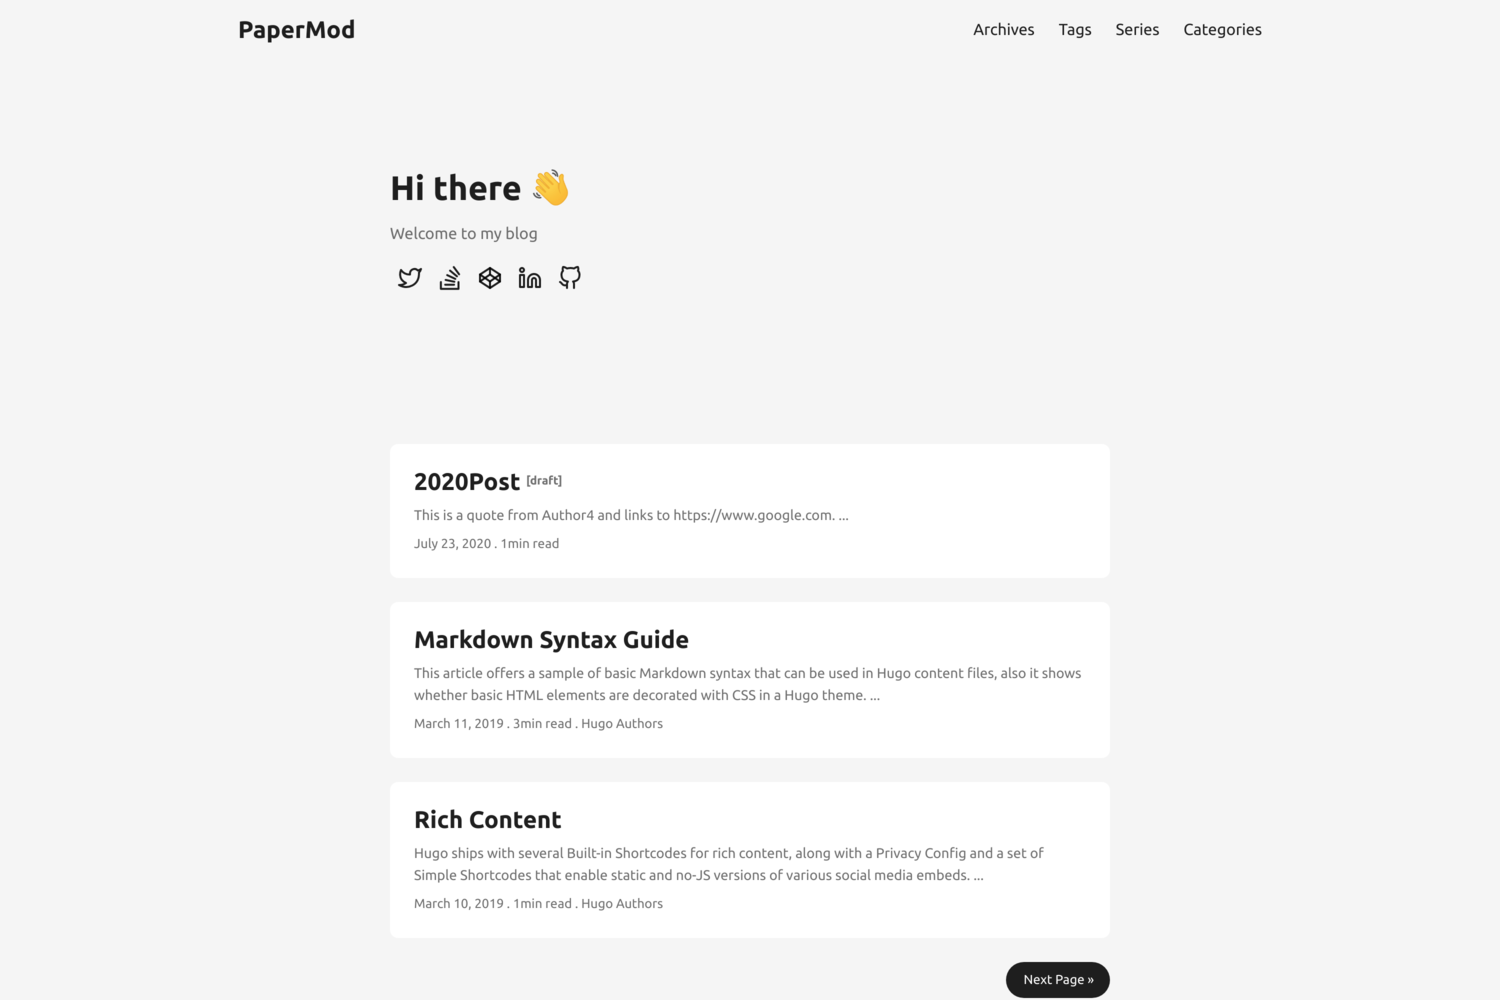 PaperMod
Archives Tags Series Categories
Hi there 👋
Welcome to my blog
2020Post [draft]
This is a quote from Author4 and links to https://www.google.com. ...
July 23, 2020 . 1min read
Markdown Syntax Guide
This article offers a sample of basic Markdown syntax that can be used in Hugo content files, also it shows
whether basic HTML elements are decorated with CSS in a Hugo theme. ...
March 11, 2019 . 3min read . Hugo Authors
Rich Content
Hugo ships with several Built-in Shortcodes for rich content, along with a Privacy Config and a set of
Simple Shortcodes that enable static and no-JS versions of various social media embeds. ...
March 10, 2019 . 1min read . Hugo Authors
Next Page »